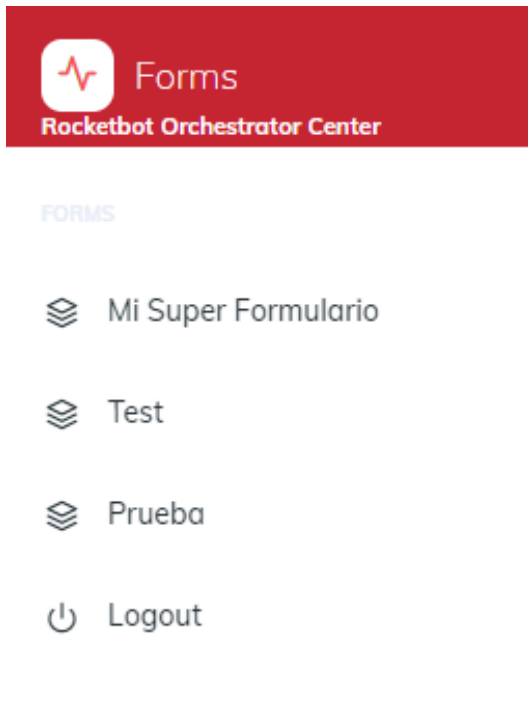 Forms
Rocketbot Orchestrator Center
FORMS
Mi Super Formulario
Test
Prueba
Logout